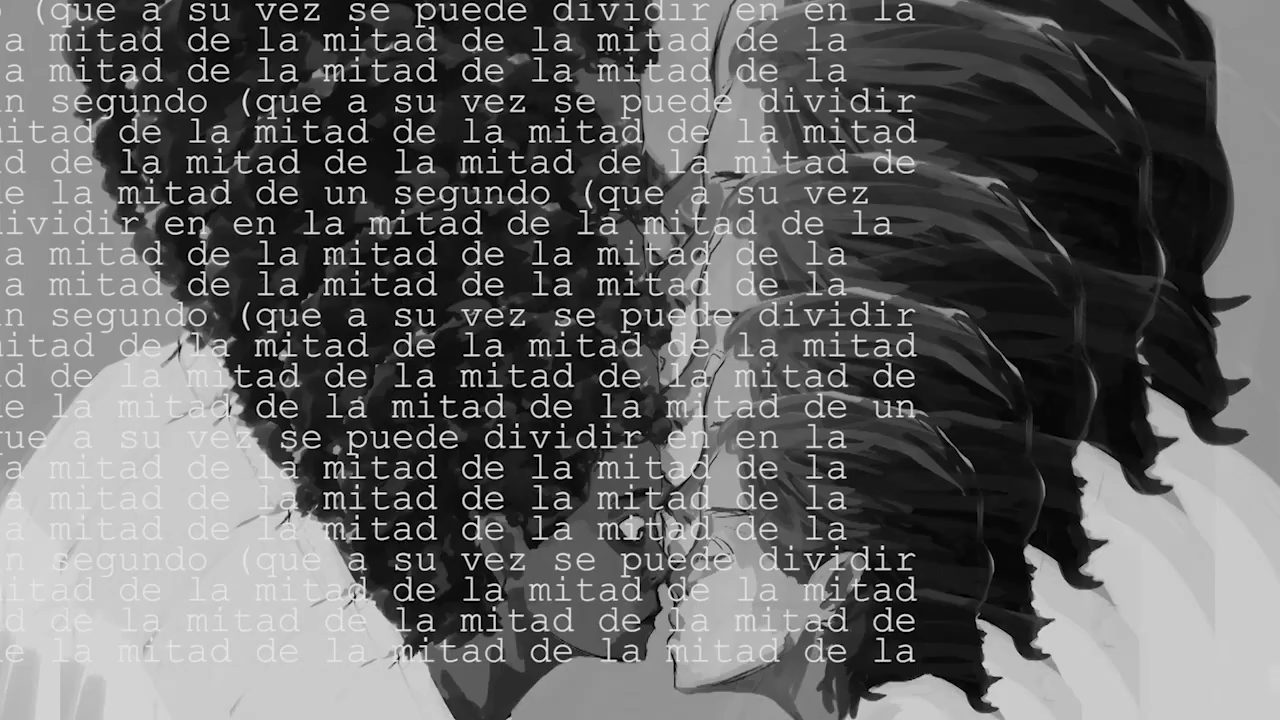 (que a su vez se puede dividir en en la
a mitad de la mitad de la mitad de la
a mitad de la mitad de la mitad de la
n segundo (que a su vez se puede dividir
mitad de la mitad de la mitad de la mitad
d de la mitad de la mitad de la mitad de
e la mitad de la mitad de un segundo (que a su vez
dividir en en la mitad de la mitad de la
a mitad de la mitad de la mitad de la
a mitad de la mitad de la mitad de la
n segundo (que a su vez se puede dividir
mitad de la mitad de la mitad de la mitad
d de la mitad de la mitad de la mitad de
e la mitad de la mitad de la mitad de un
que a su vez se puede dividir en en la
a mitad de la mitad de la mitad de la
a mitad de la mitad de la mitad de la
a mitad de la mitad de la mitad de la
n segundo (que a su vez se puede dividir
mitad de la mitad de la mitad de la mitad
d de la mitad de la mitad de la mitad de
e la mitad de la mitad de la mitad de la